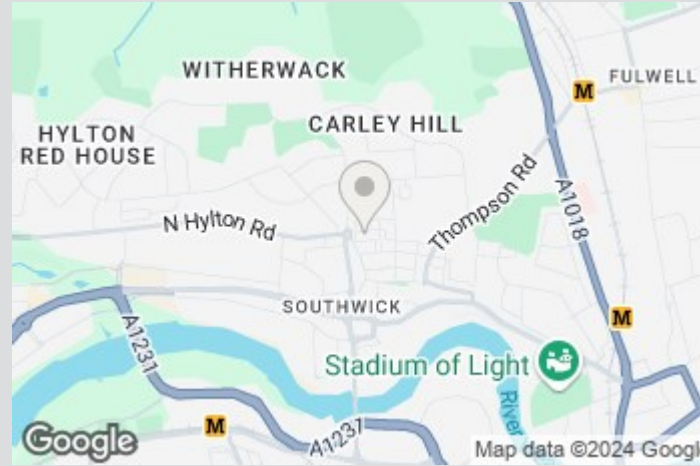 WITHERWACK
FULWELL
M
CARLEY HILL
HYLTON
RED HOUSE
Thompson Rd
A1018
N Hylton Rd
SOUTHWICK
M
A1231
Stadium of Light
River
M
A1231
Google
Map data ©2024 Googl